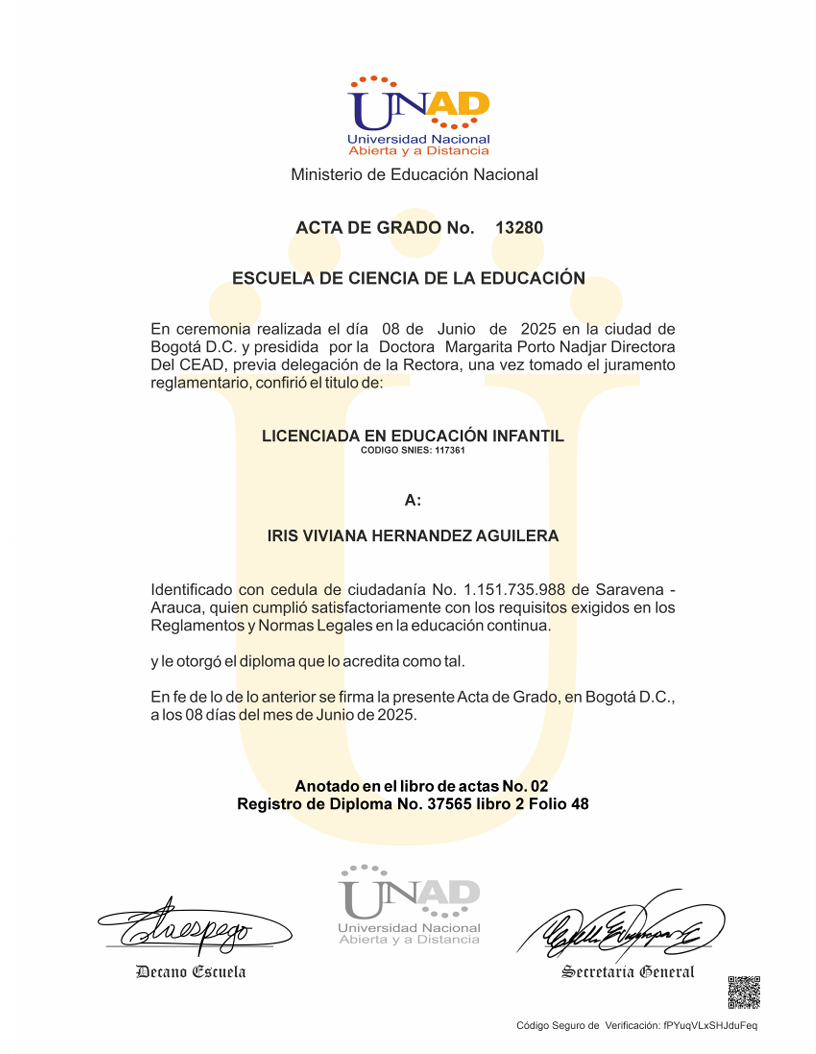 UNAD
Universidad Nacional
Abierta y a Distancia
Ministerio de Educación Nacional
ACTA DE GRADO No. 13280
ESCUELA DE CIENCIA DE LA EDUCACIÓN
En ceremonia realizada el día 08 de Junio de 2025 en la ciudad de
Bogotá D.C. y presidida por la Doctora Margarita Porto Nadjar Directora
Del CEAD, previa delegación de la Rectora, una vez tomado el juramento
reglamentario, confirió el titulo de:
LICENCIADA EN EDUCACIÓN INFANTIL
CODIGO SNIES: 117361
A:
IRIS VIVIANA HERNANDEZ AGUILERA
Identificado con cedula de ciudadanía No. 1.151.735.988 de Saravena -
Arauca, quien cumplió satisfactoriamente con los requisitos exigidos en los
Reglamentos y Normas Legales en la educación continua.
y le otorgó el diploma que lo acredita como tal.
En fe de lo de lo anterior se firma la presente Acta de Grado, en Bogotá D.C.,
a los 08 días del mes de Junio de 2025.
Anotado en el libro de actas No. 02
Registro de Diploma No. 37565 libro 2 Folio 48
UNAD
Universidad Nacional
Abierta y a Distancia
Decano Escuela
Secretaría General
Código Seguro de Verificación: fPYuqVLxSHJduFeq